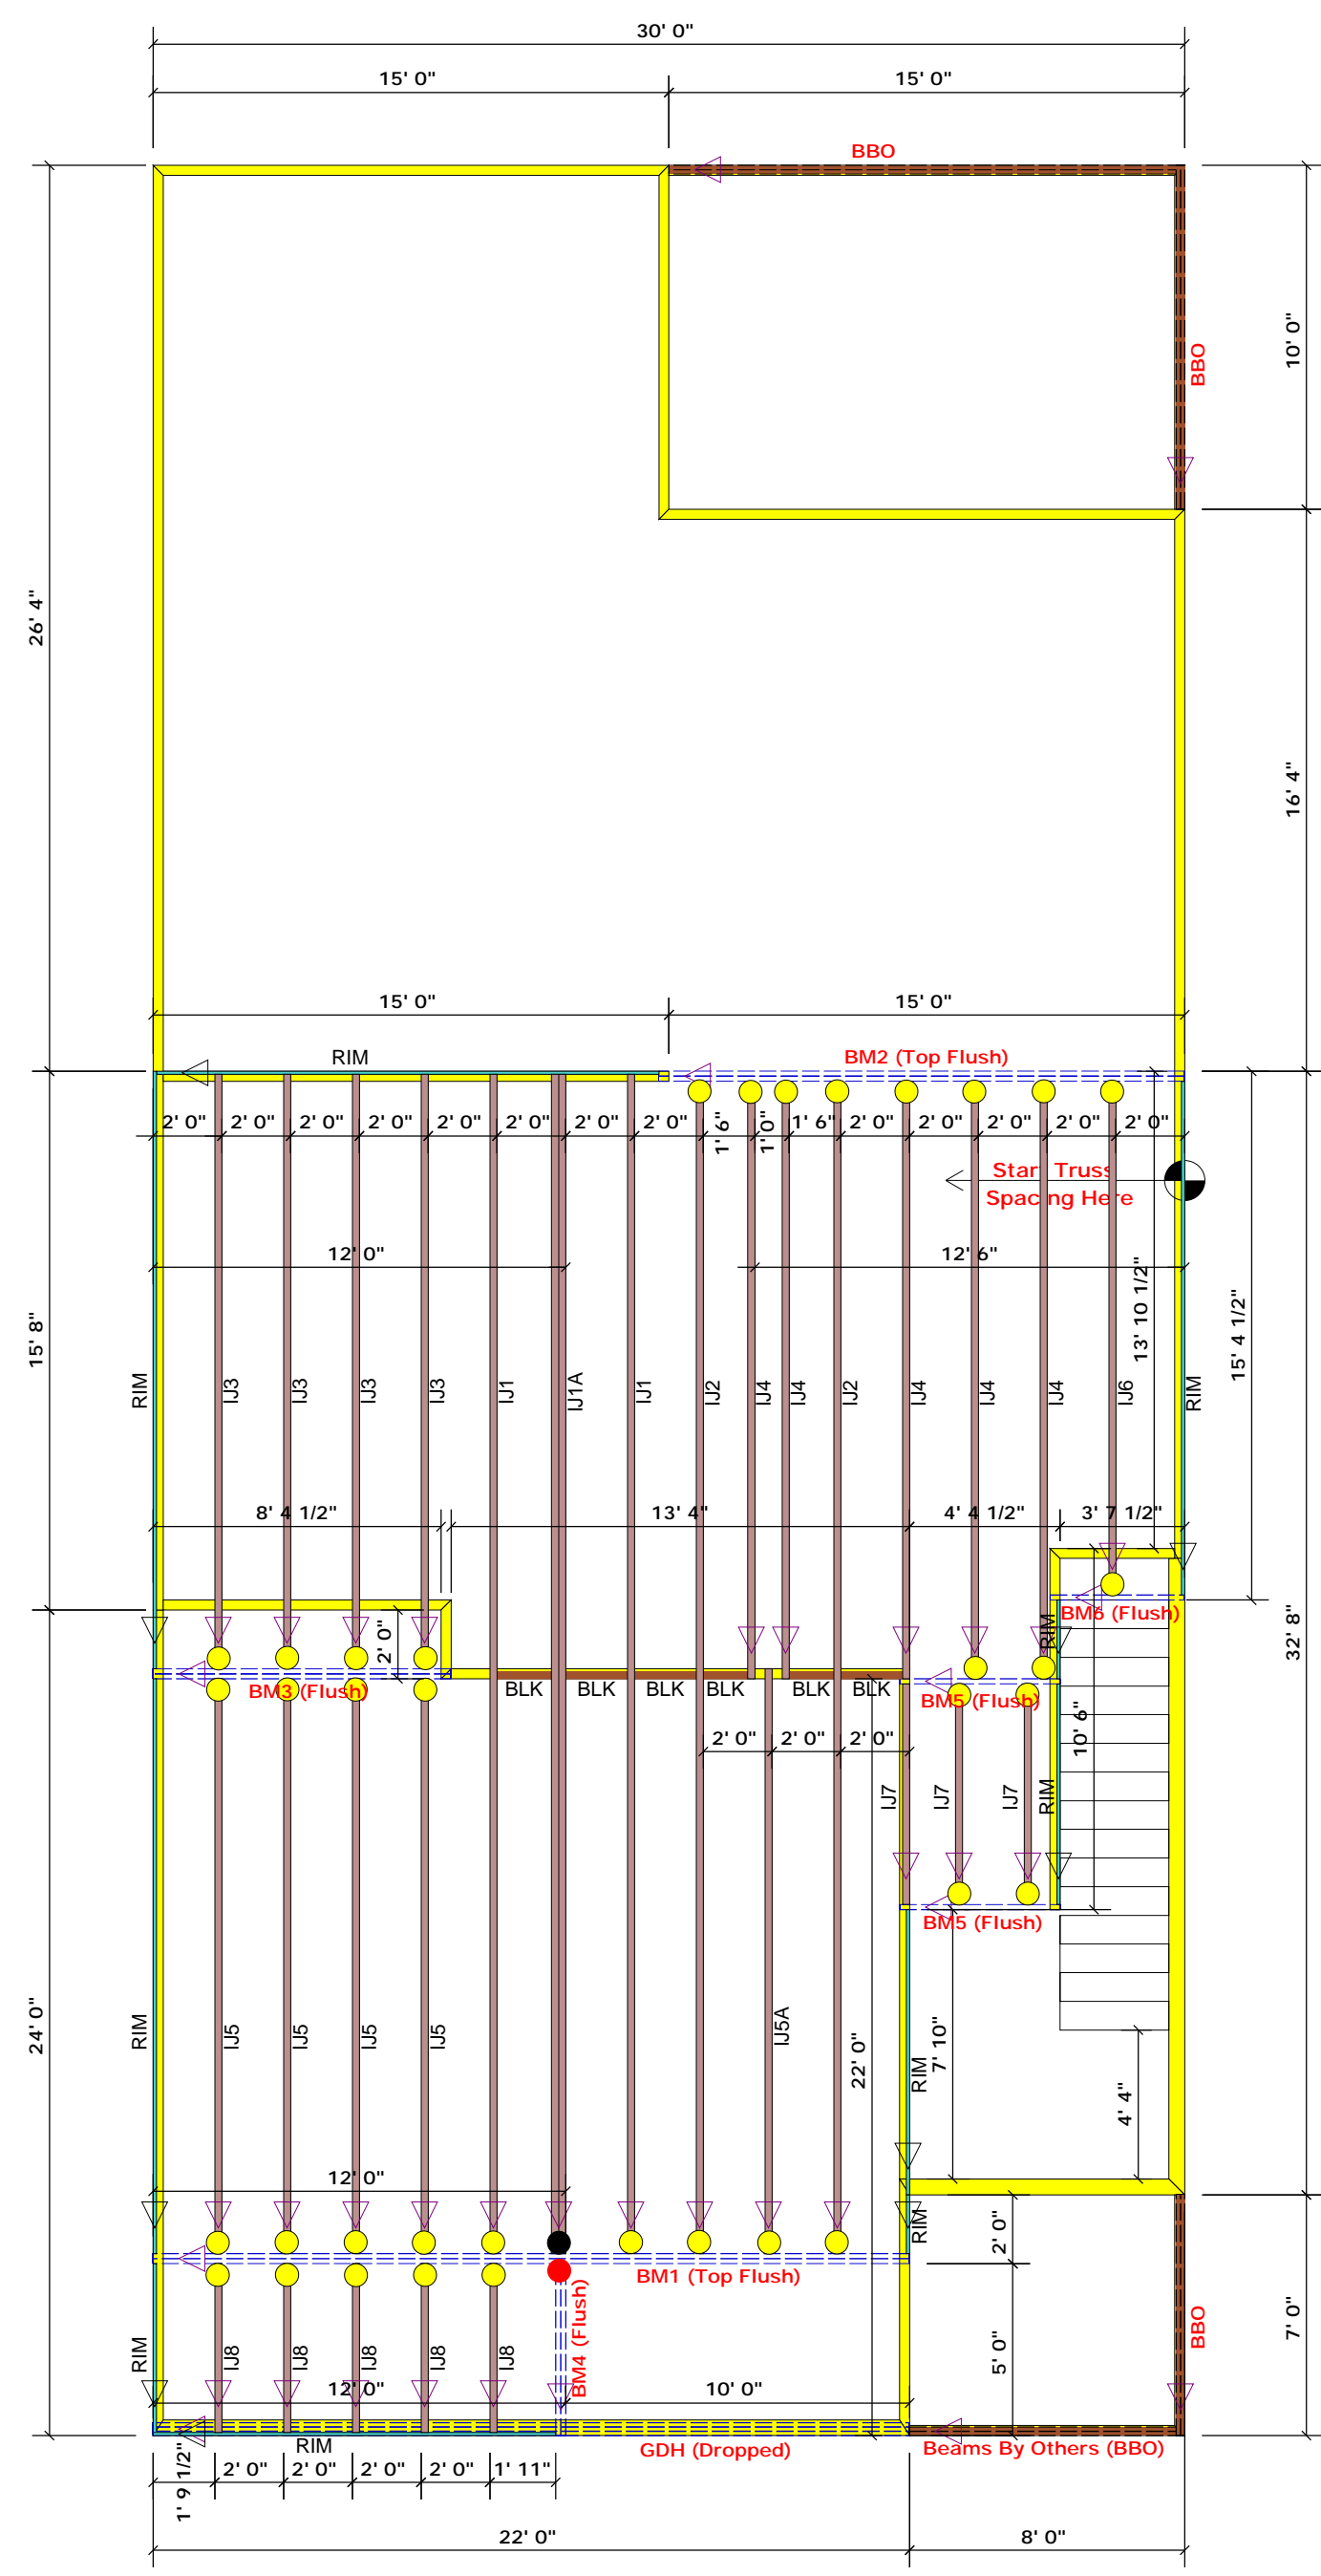 30' 0"
15' 0"
15' 0"
BBO
10' 0"
BBO
26' 4"
16' 4"
15' 0"
15' 0"
RIM
BM2 (Top Flush)
2' 0"
2' 0"
2' 0"
2' 0"
2' 0"
2' 0"
2' 0"
2' 0"
1' 6"
1' 0"
1' 6"
2' 0"
2' 0"
2' 0"
2' 0"
2' 0"
Start Truss
Spacing Here
12' 0"
12' 6"
13' 10 1/2"
15' 4 1/2"
15' 8"
RIM
IJ3
IJ3
IJ3
IJ3
IJ1
IJ1A
IJ1
IJ2
IJ4
IJ4
IJ2
IJ4
IJ4
IJ4
IJ6
RIM
8' 4 1/2"
13' 4"
4' 4 1/2"
3' 7 1/2"
BM6 (Flush)
RIM
2' 0"
32' 8"
BM3 (Flush)
BLK
BLK
BLK
BLK
BLK
BLK
BM5 (Flush)
10' 6"
2' 0"
2' 0"
2' 0"
IJ7
IJ7
IJ7
RIM
BM5 (Flush)
24' 0"
RIM
IJ5
IJ5
IJ5
IJ5
IJ5A
22' 0"
RIM
7' 10"
4' 4"
12' 0"
RIM
2' 0"
BM1 (Top Flush)
RIM
IJ8
IJ8
IJ8
IJ8
IJ8
BM4 (Flush)
5' 0"
BBO
7' 0"
12' 0"
10' 0"
RIM
GDH (Dropped)
Beams By Others (BBO)
1' 9 1/2"
2' 0"
2' 0"
2' 0"
2' 0"
1' 11"
22' 0"
8' 0"